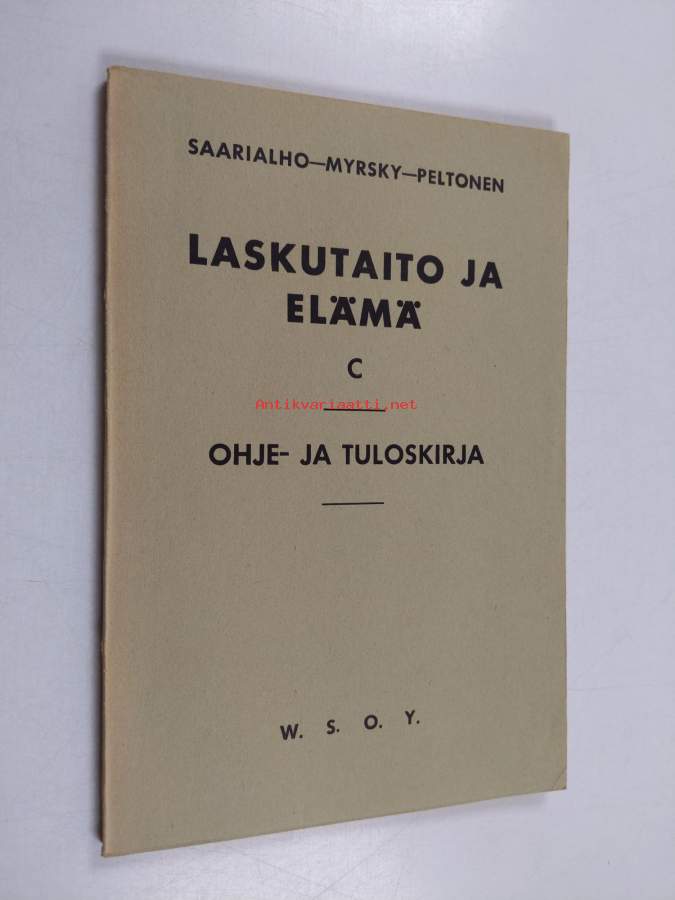 SAARIALHO—MYRSKY—PELTONEN
LASKUTAITO JA
ELÄMÄ
C
Antikvariaatti.net
OHJE- JA TULOSKIRJA
W. S. O. Y.